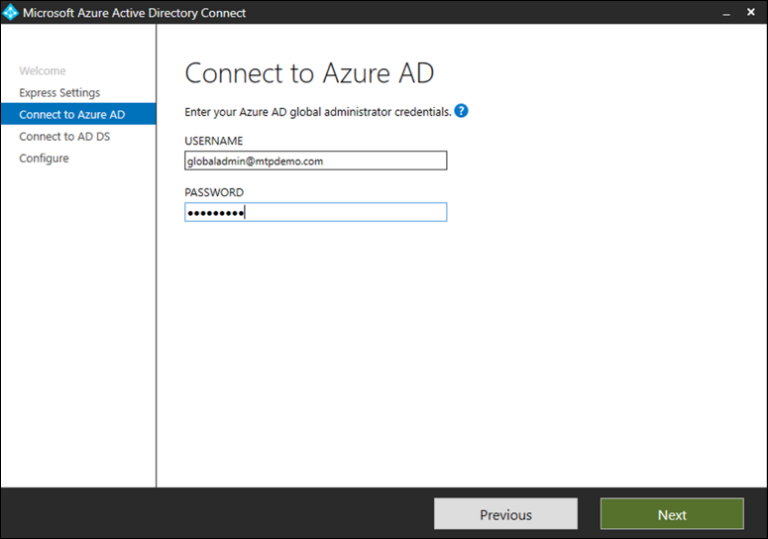 Microsoft Azure Active Directory Connect
Welcome
Express Settings
Connect to Azure AD
Connect to AD DS
Configure
Connect to Azure AD
Enter your Azure AD global administrator credentials. ?
USERNAME
globaladmin@mtpdemo.com
PASSWORD
•••••••••
Previous
Next